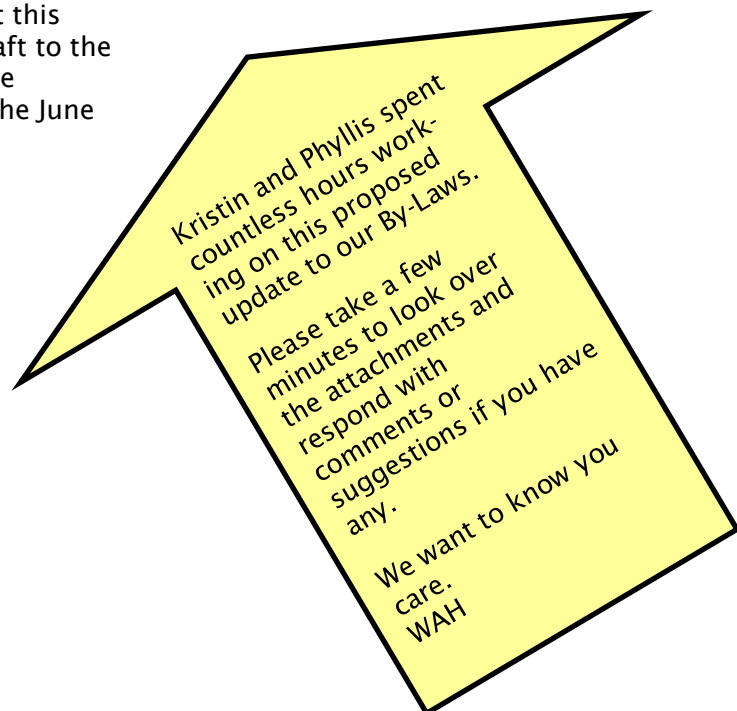 t this
aft to the
e
he June
Kristin and Phyllis spent
countless hours work-
ing on this proposed
update to our By-Laws.
Please take a few
minutes to look over
the attachments and
respond with
comments or
suggestions if you have
any.
We want to know you
care.
WAH